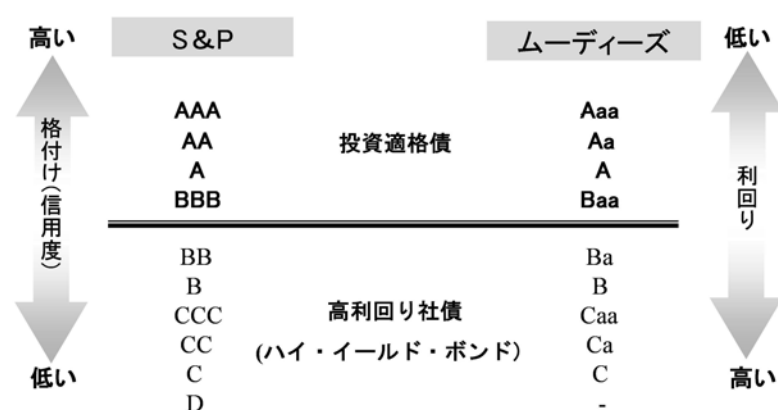 高い S&P ムーディーズ 低い
AAA Aaa
AA 投資適格債 Aa
A A
BBB Baa
格付け(信用度)
利回り
BB Ba
B B
CCC 高利回り社債 Caa
CC (ハイ・イールド・ボンド) Ca
低い C C 高い
D -